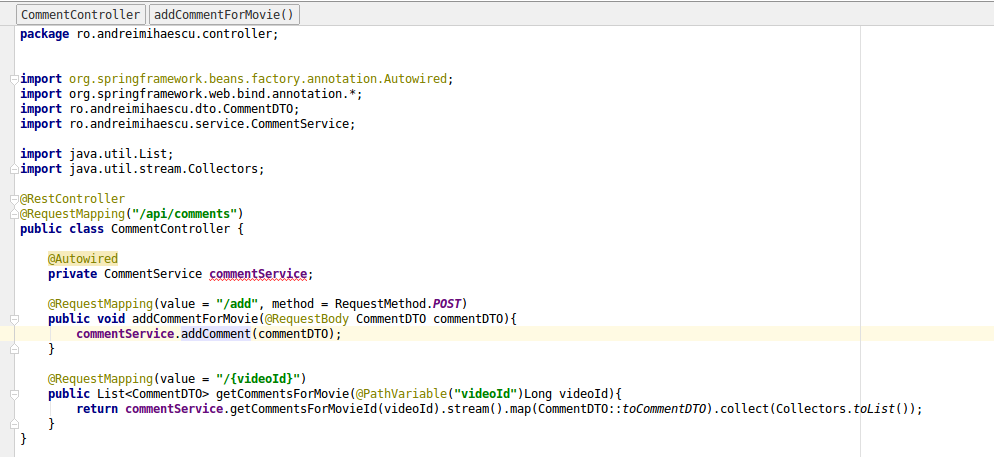 CommentController addCommentForMovie()
package ro.andreimihaescu.controller;
import org.springframework.beans.factory.annotation.Autowired;
import org.springframework.web.bind.annotation.*;
import ro.andreimihaescu.dto.CommentDTO;
import ro.andreimihaescu.service.CommentService;
import java.util.List;
import java.util.stream.Collectors;
@RestController
@RequestMapping("/api/comments")
public class CommentController {
@Autowired
private CommentService commentService;
@RequestMapping(value = "/add", method = RequestMethod.POST)
public void addCommentForMovie(@RequestBody CommentDTO commentDTO){
commentService.addComment(commentDTO);
}
@RequestMapping(value = "/{videoId}")
public List<CommentDTO> getCommentsForMovie(@PathVariable("videoId")Long videoId){
return commentService.getCommentsForMovieId(videoId).stream().map(CommentDTO::toCommentDTO).collect(Collectors.toList());
}
}